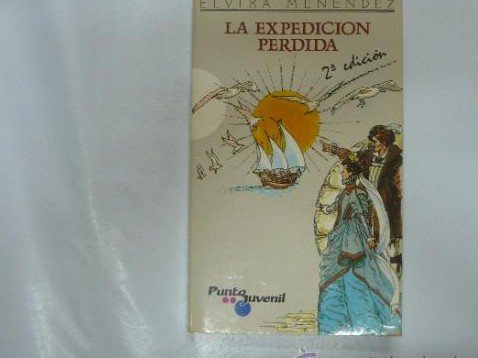 ELVIRA MENENDEZ
LA EXPEDICION
PERDIDA
2ª edición
Punto
Juvenil